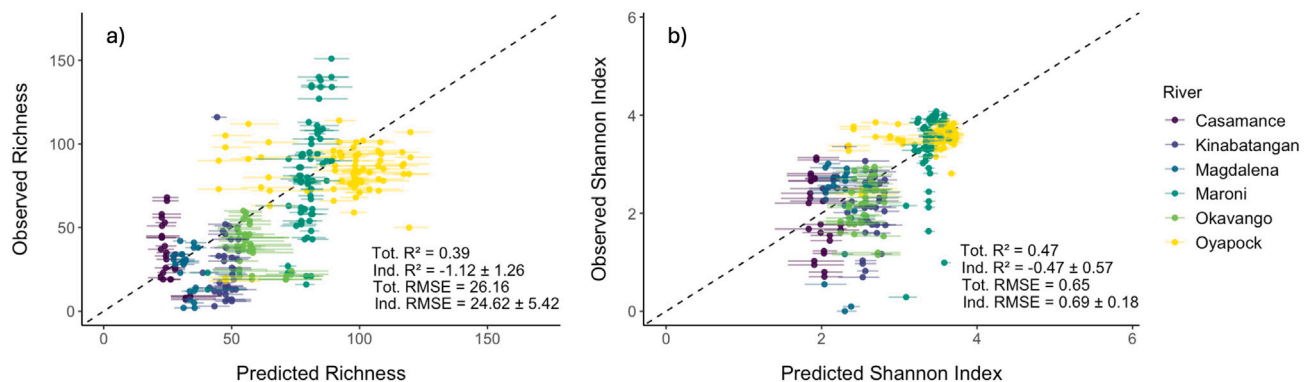 a)
Observed Richness
150
100
50
0
0
50
100
150
Predicted Richness
Tot. R² = 0.39
Ind. R² = -1.12 ± 1.26
Tot. RMSE = 26.16
Ind. RMSE = 24.62 ± 5.42
b)
Observed Shannon Index
6
4
2
0
0
2
4
6
Predicted Shannon Index
Tot. R² = 0.47
Ind. R² = -0.47 ± 0.57
Tot. RMSE = 0.65
Ind. RMSE = 0.69 ± 0.18
River
Casamance
Kinabatangan
Magdalena
Maroni
Okavango
Oyapock